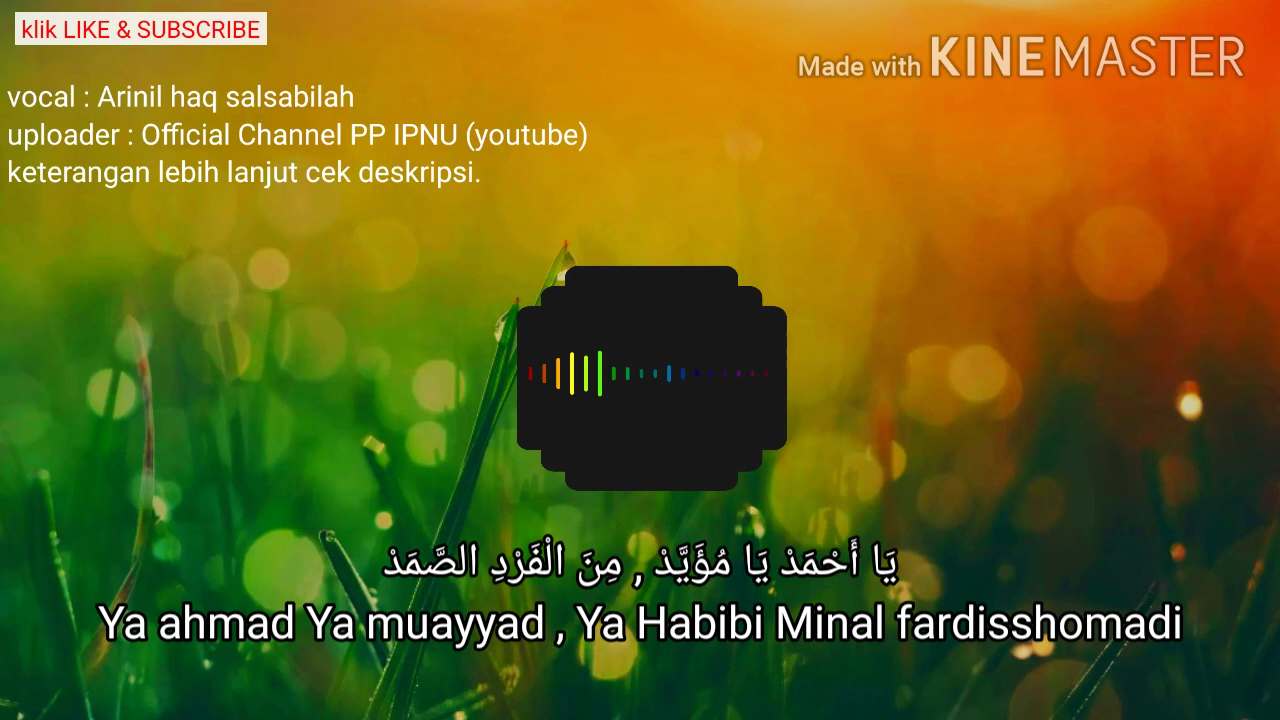 klik LIKE & SUBSCRIBE
Made with KINEMASTER
vocal : Arinil haq salsabilah
uploader : Official Channel PP IPNU (youtube)
keterangan lebih lanjut cek deskripsi.
يَا أَحْمَدْ يَا مُؤَيَّدْ , مِنَ الْفَرْدِ الصَّمَدْ
Ya ahmad Ya muayyad , Ya Habibi Minal fardisshomadi